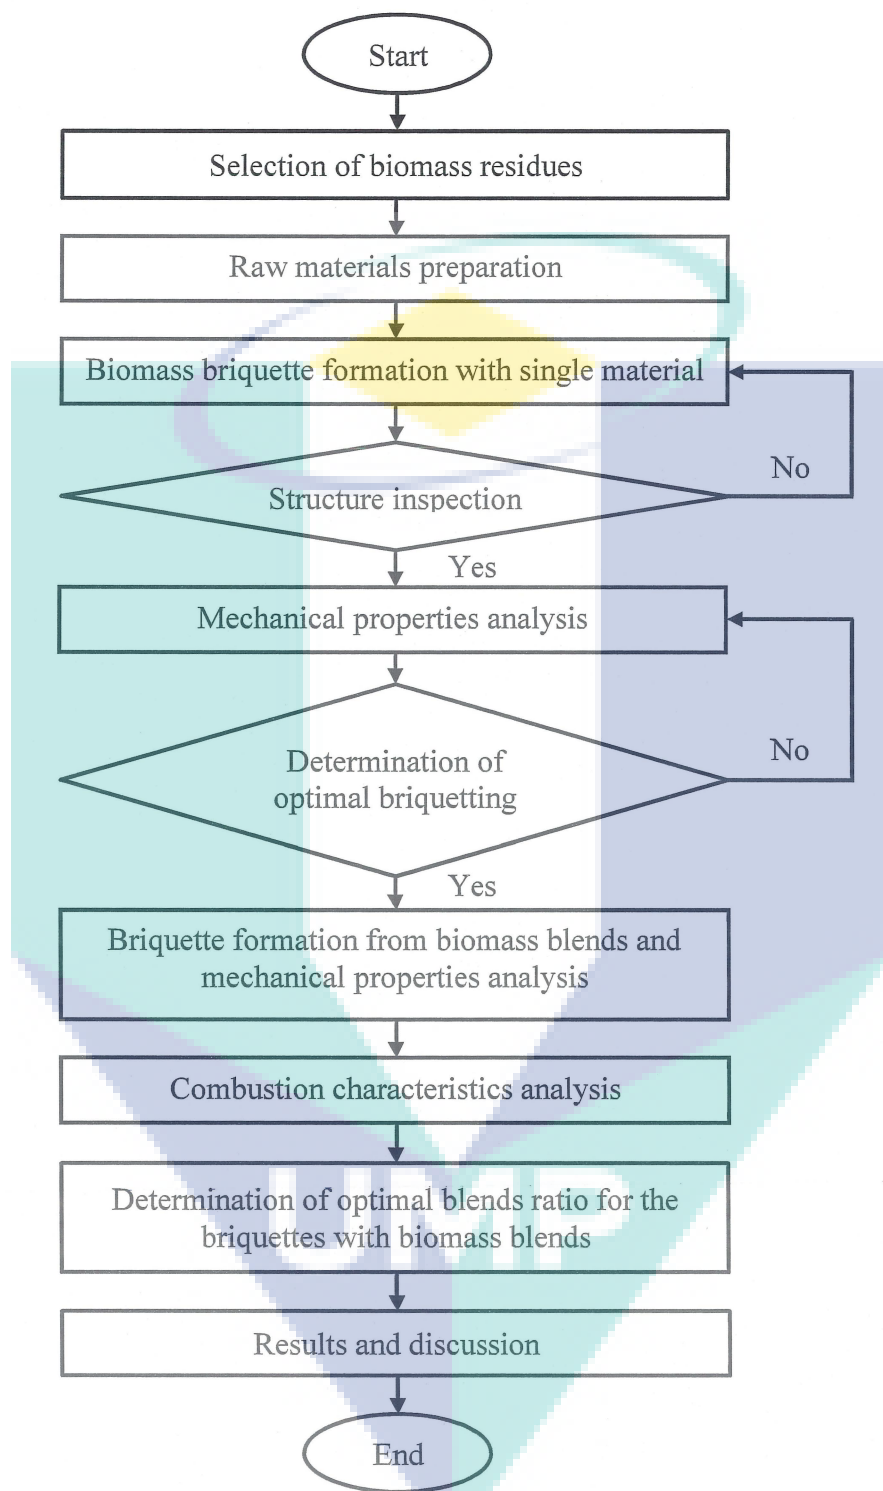 Start
Selection of biomass residues
Raw materials preparation
Biomass briquette formation with single material
Structure inspection
No
Yes
Mechanical properties analysis
Determination of
optimal briquetting
No
Yes
Briquette formation from biomass blends and
mechanical properties analysis
Combustion characteristics analysis
Determination of optimal blends ratio for the
briquettes with biomass blends
UMP
Results and discussion
End